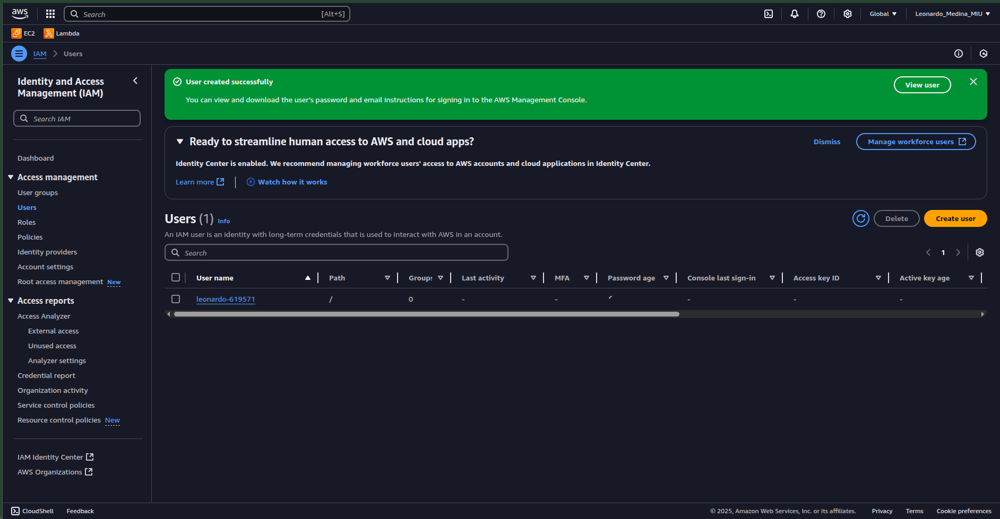 aws
Search [Alt+S]
Global
Leonardo_Medina_MIU
EC2
Lambda
IAM
Users
Identity and Access
Management (IAM)
Search IAM
Dashboard
Access management
User groups
Users
Roles
Policies
Identity providers
Account settings
Root access management New
Access reports
Access Analyzer
External access
Unused access
Analyzer settings
Credential report
Organization activity
Service control policies
Resource control policies New
IAM Identity Center
AWS Organizations
User created successfully
You can view and download the user's password and email instructions for signing in to the AWS Management Console.
View user
Ready to streamline human access to AWS and cloud apps?
Dismiss
Manage workforce users
Identity Center is enabled. We recommend managing workforce users' access to AWS accounts and cloud applications in Identity Center.
Learn more
Watch how it works
Users (1) Info
Delete
Create user
An IAM user is an identity with long-term credentials that is used to interact with AWS in an account.
Search
1
User name Path Groups Last activity MFA Password age Console last sign-in Access key ID Active key age
leonardo-619571 / 0 - - - - -
CloudShell Feedback © 2025, Amazon Web Services, Inc. or its affiliates. Privacy Terms Cookie preferences